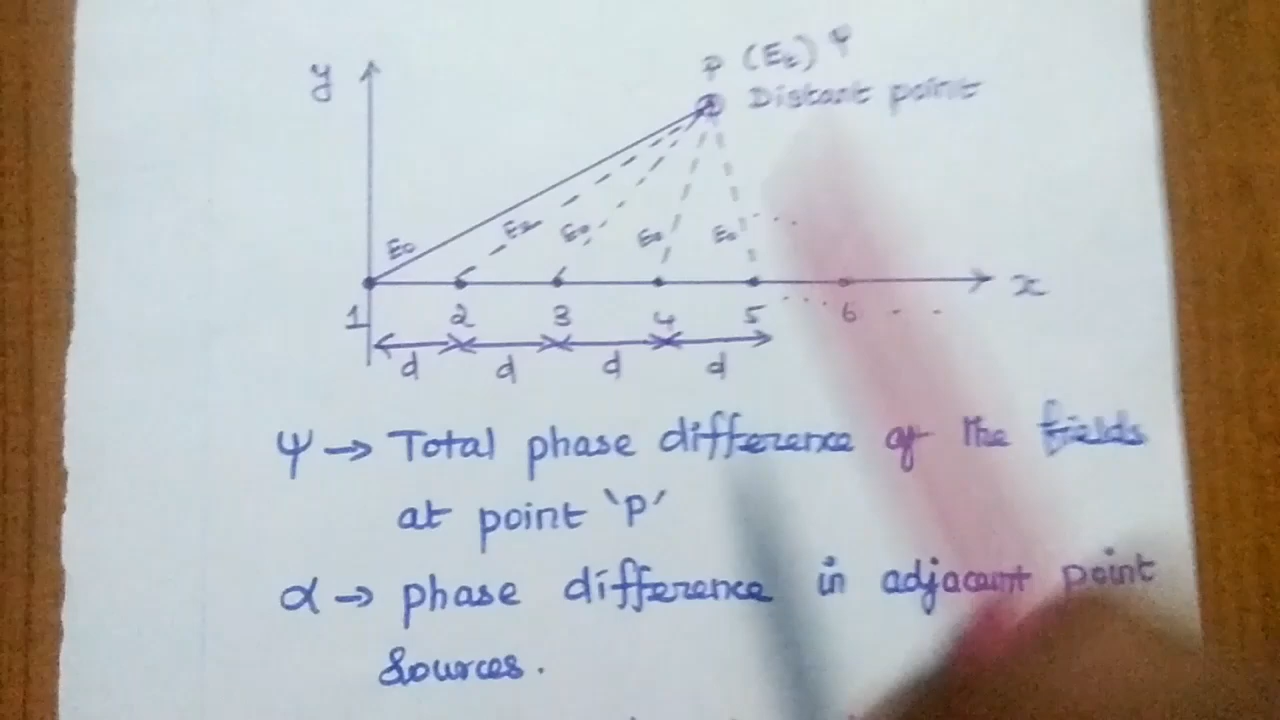 P (Et) ψ
y Distant point
E0 E0 E0 E0 E0 ...
x
1 2 3 4 5 ... 6 . . .
d d d d
ψ → Total phase difference of the fields
at point 'P'
α → phase difference in adjacant point
sources.